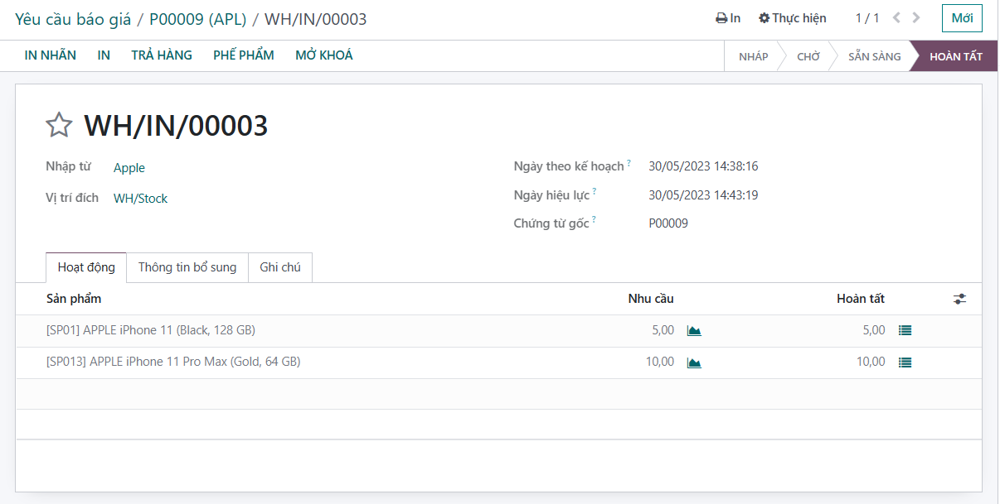 Yêu cầu báo giá / P00009 (APL) / WH/IN/00003 In Thực hiện 1 / 1 Mới
IN NHÃN IN TRẢ HÀNG PHẾ PHẨM MỞ KHOÁ NHÁP CHỜ SẴN SÀNG HOÀN TẤT
WH/IN/00003
Nhập từ Apple Ngày theo kế hoạch ? 30/05/2023 14:38:16
Vị trí đích WH/Stock Ngày hiệu lực ? 30/05/2023 14:43:19
Chứng từ gốc ? P00009
Hoạt động Thông tin bổ sung Ghi chú
Sản phẩm Nhu cầu Hoàn tất
[SP01] APPLE iPhone 11 (Black, 128 GB) 5,00 5,00
[SP013] APPLE iPhone 11 Pro Max (Gold, 64 GB) 10,00 10,00